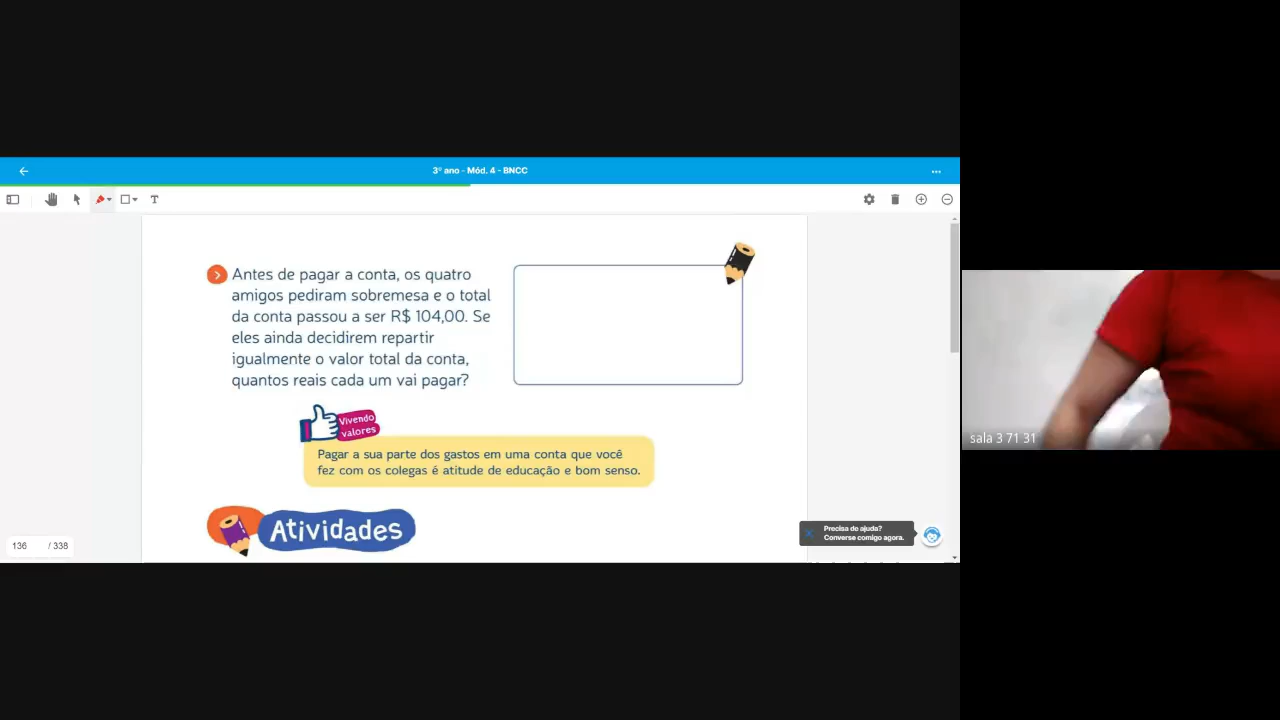 3º ano - Mód. 4 - BNCC
T
Antes de pagar a conta, os quatro
amigos pediram sobremesa e o total
da conta passou a ser R$ 104,00. Se
eles ainda decidirem repartir
igualmente o valor total da conta,
quantos reais cada um vai pagar?
Vivendo
valores
Pagar a sua parte dos gastos em uma conta que você
fez com os colegas é atitude de educação e bom senso.
Atividades
136 / 338
Precisa de ajuda?
Converse comigo agora.
sala 3 71 31